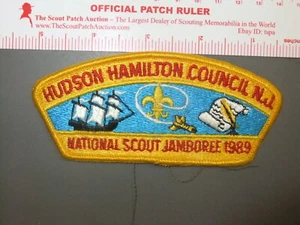 OFFICIAL PATCH RULER
The Scout Patch Auction – The Largest Dealer of Scouting Memorabilia in the World
www.TheScoutPatchAuction.com
Ebay ID: tspa
HUDSON HAMILTON COUNCIL N.J.
NATIONAL SCOUT JAMBOREE 1989